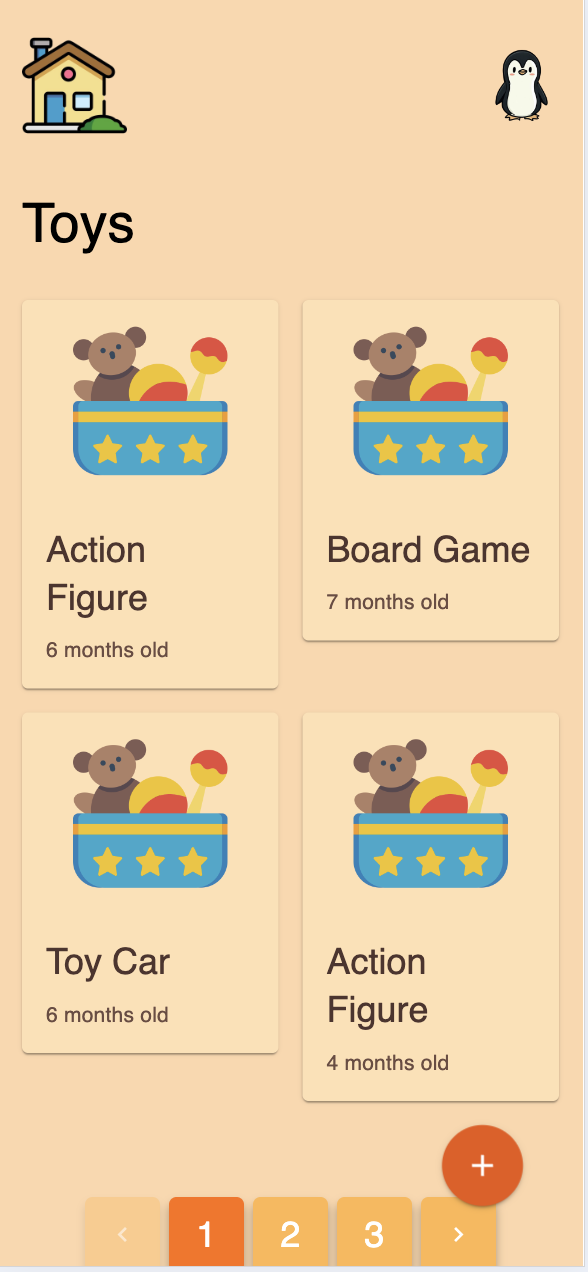 Toys
Action
Figure
6 months old
Board Game
7 months old
Toy Car
6 months old
Action
Figure
4 months old
+
‹ 1 2 3 ›